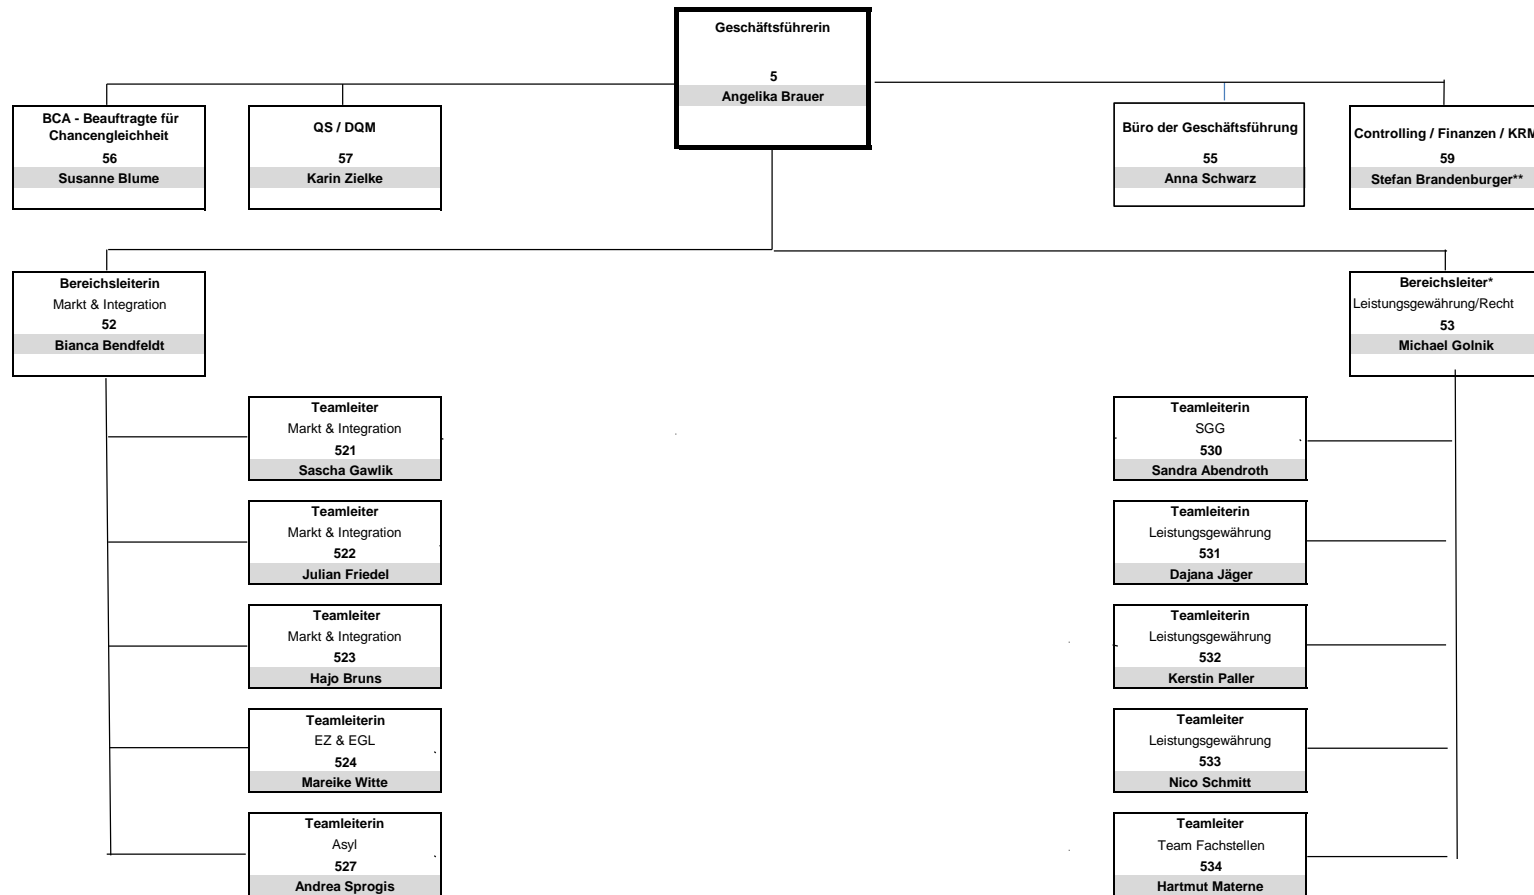 Geschäftsführerin
5
Angelika Brauer
BCA - Beauftragte für
Chancengleichheit
56
Susanne Blume
QS / DQM
57
Karin Zielke
Büro der Geschäftsführung
55
Anna Schwarz
Controlling / Finanzen / KRM
59
Stefan Brandenburger**
Bereichsleiterin
Markt & Integration
52
Bianca Bendfeldt
Bereichsleiter*
Leistungsgewährung/Recht
53
Michael Golnik
Teamleiter
Markt & Integration
521
Sascha Gawlik
Teamleiter
Markt & Integration
522
Julian Friedel
Teamleiter
Markt & Integration
523
Hajo Bruns
Teamleiterin
EZ & EGL
524
Mareike Witte
Teamleiterin
Asyl
527
Andrea Sprogis
Teamleiterin
SGG
530
Sandra Abendroth
Teamleiterin
Leistungsgewährung
531
Dajana Jäger
Teamleiterin
Leistungsgewährung
532
Kerstin Paller
Teamleiter
Leistungsgewährung
533
Nico Schmitt
Teamleiter
Team Fachstellen
534
Hartmut Materne